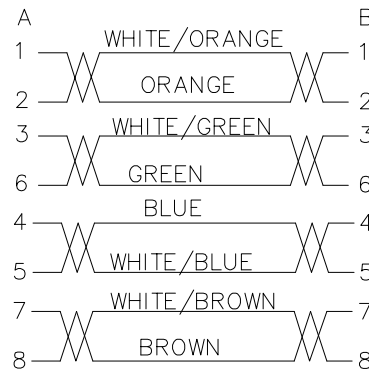 A B
WHITE/ORANGE
1 1
ORANGE
2 2
WHITE/GREEN
3 3
GREEN
6 6
BLUE
4 4
WHITE/BLUE
5 5
WHITE/BROWN
7 7
BROWN
8 8